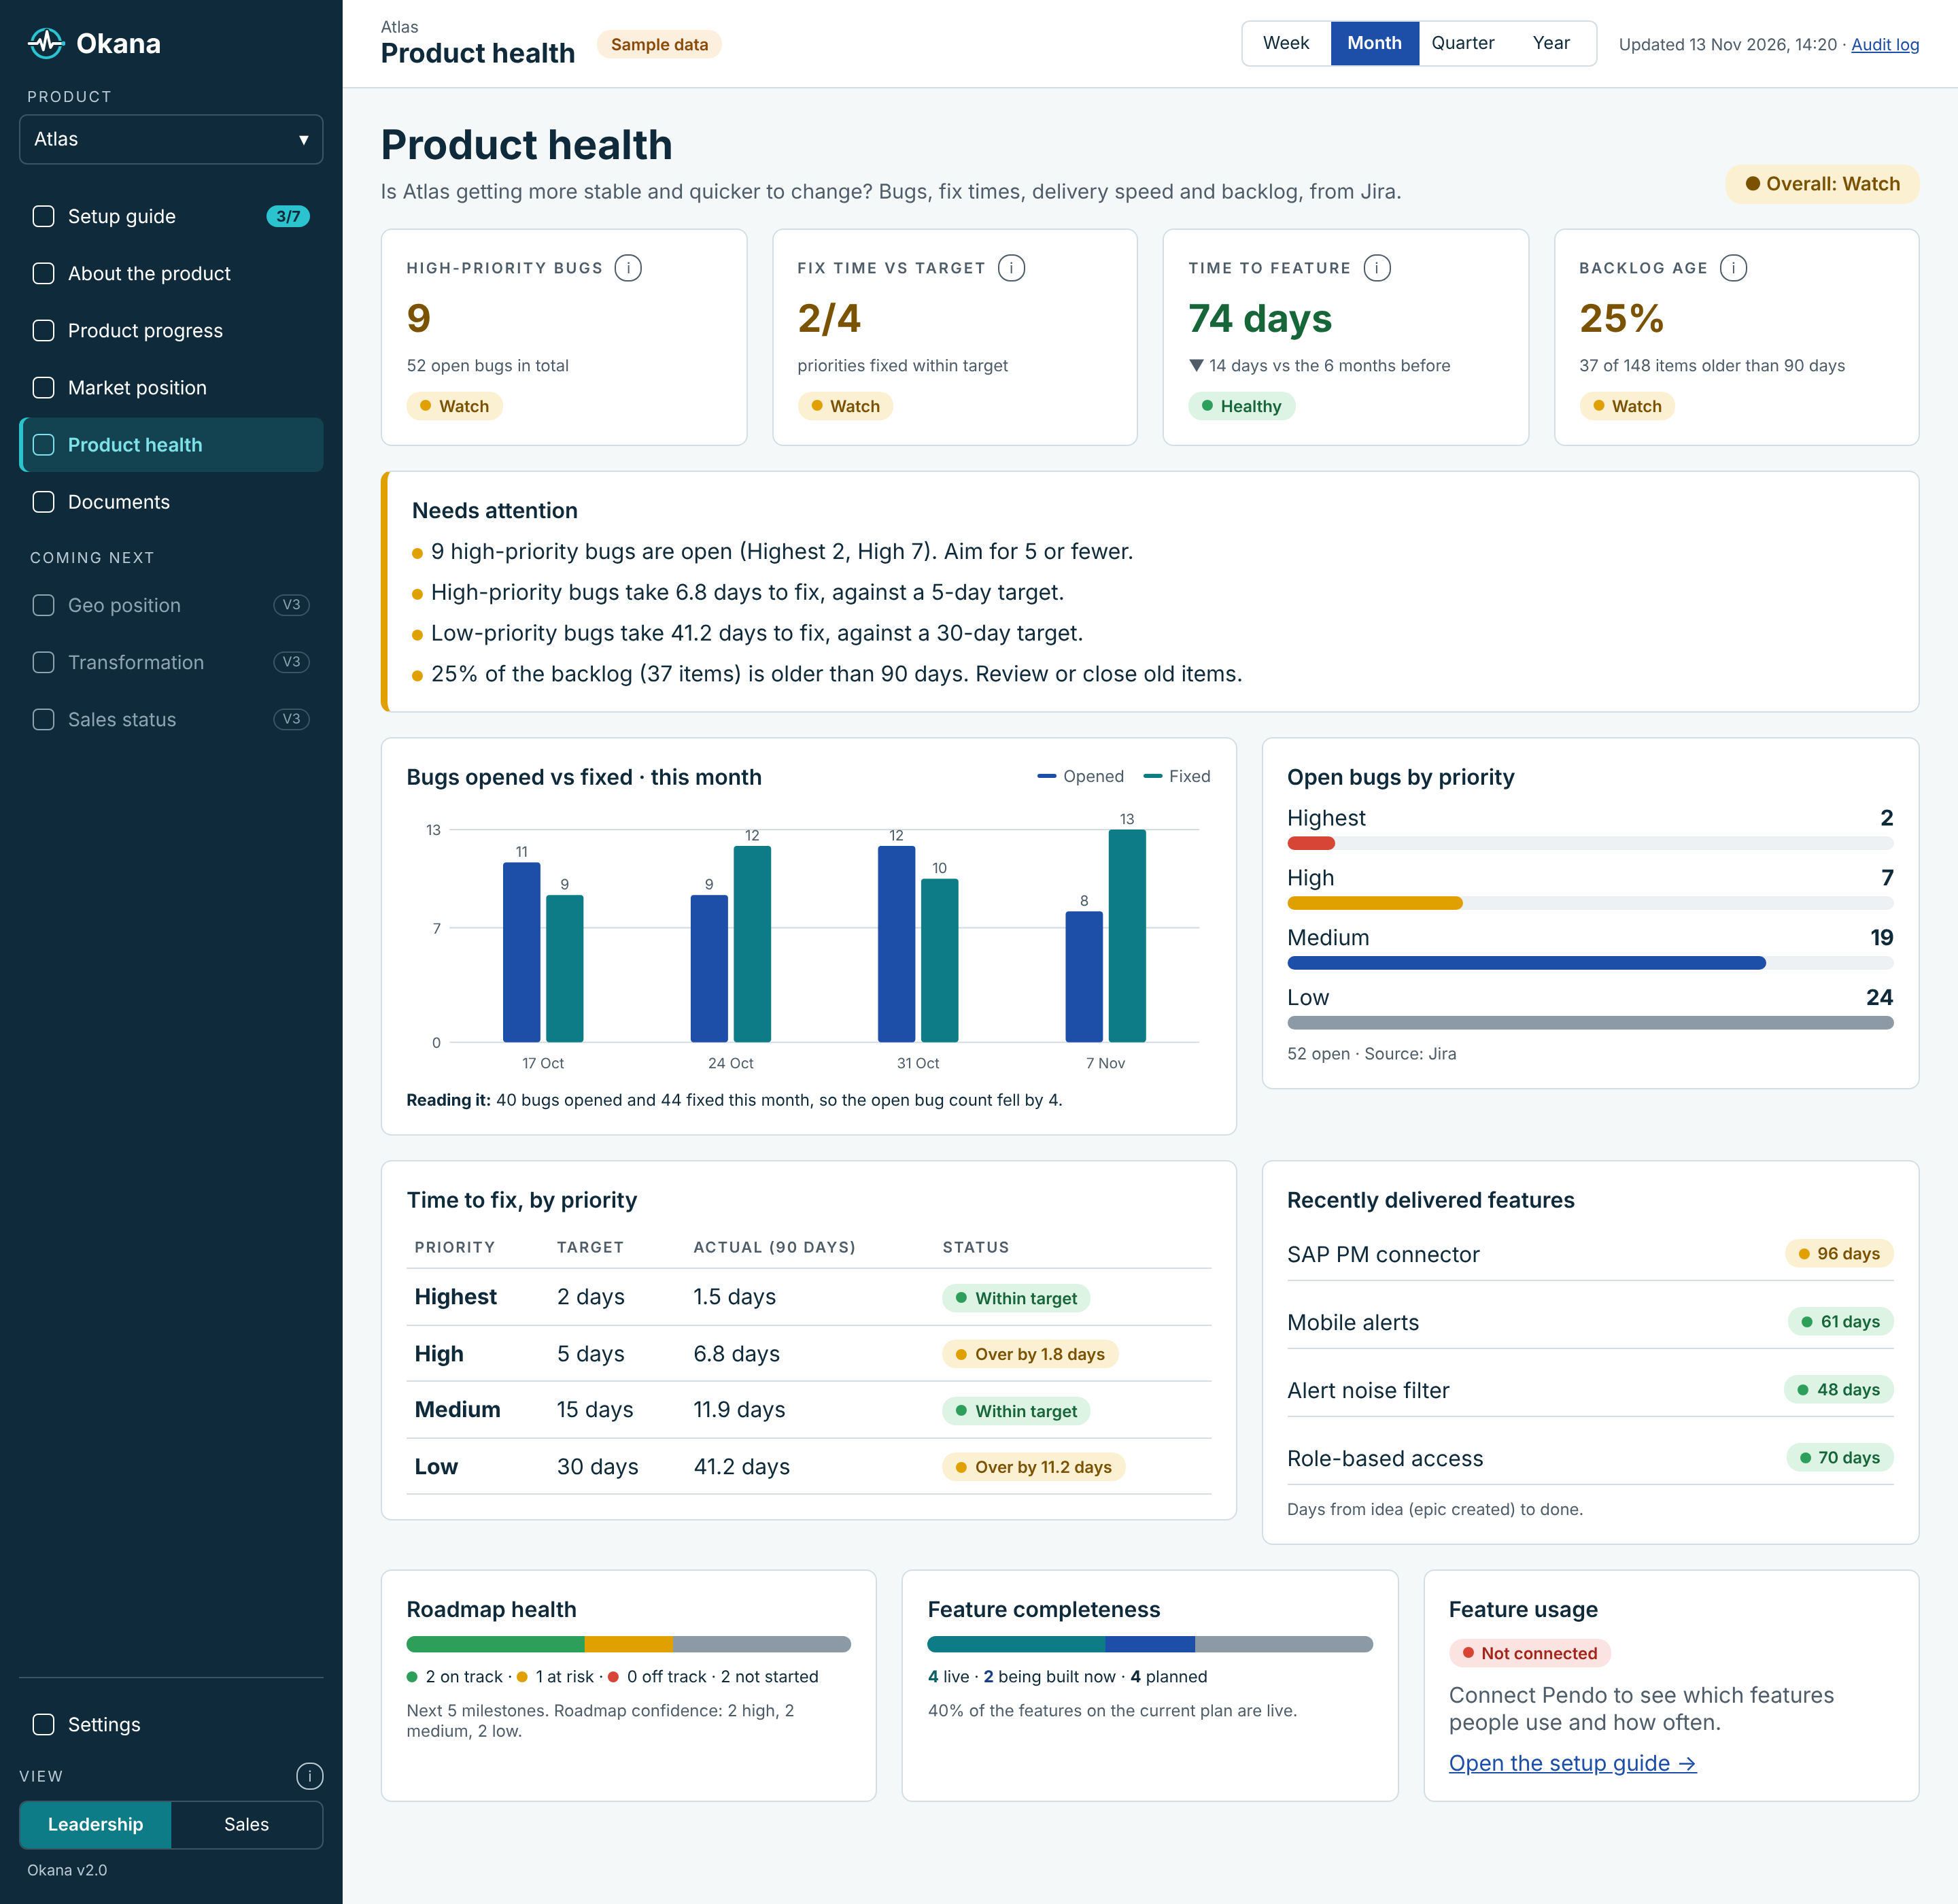 Okana
PRODUCT
Atlas ▾
Setup guide 3/7
About the product
Product progress
Market position
Product health
Documents
COMING NEXT
Geo position V3
Transformation V3
Sales status V3
Settings
VIEW i
Leadership Sales
Okana v2.0
Atlas
Product health Sample data
Week Month Quarter Year
Updated 13 Nov 2026, 14:20 · Audit log
Product health
Is Atlas getting more stable and quicker to change? Bugs, fix times, delivery speed and backlog, from Jira.
Overall: Watch
HIGH-PRIORITY BUGS i
9
52 open bugs in total
Watch
FIX TIME VS TARGET i
2/4
priorities fixed within target
Watch
TIME TO FEATURE i
74 days
▼ 14 days vs the 6 months before
Healthy
BACKLOG AGE i
25%
37 of 148 items older than 90 days
Watch
Needs attention
9 high-priority bugs are open (Highest 2, High 7). Aim for 5 or fewer.
High-priority bugs take 6.8 days to fix, against a 5-day target.
Low-priority bugs take 41.2 days to fix, against a 30-day target.
25% of the backlog (37 items) is older than 90 days. Review or close old items.
Bugs opened vs fixed · this month
Opened Fixed
13
7
0
11 9 9 12 12 10 8 13
17 Oct 24 Oct 31 Oct 7 Nov
Reading it: 40 bugs opened and 44 fixed this month, so the open bug count fell by 4.
Open bugs by priority
Highest 2
High 7
Medium 19
Low 24
52 open · Source: Jira
Time to fix, by priority
PRIORITY TARGET ACTUAL (90 DAYS) STATUS
Highest 2 days 1.5 days Within target
High 5 days 6.8 days Over by 1.8 days
Medium 15 days 11.9 days Within target
Low 30 days 41.2 days Over by 11.2 days
Recently delivered features
SAP PM connector 96 days
Mobile alerts 61 days
Alert noise filter 48 days
Role-based access 70 days
Days from idea (epic created) to done.
Roadmap health
2 on track · 1 at risk · 0 off track · 2 not started
Next 5 milestones. Roadmap confidence: 2 high, 2
medium, 2 low.
Feature completeness
4 live · 2 being built now · 4 planned
40% of the features on the current plan are live.
Feature usage
Not connected
Connect Pendo to see which features
people use and how often.
Open the setup guide →